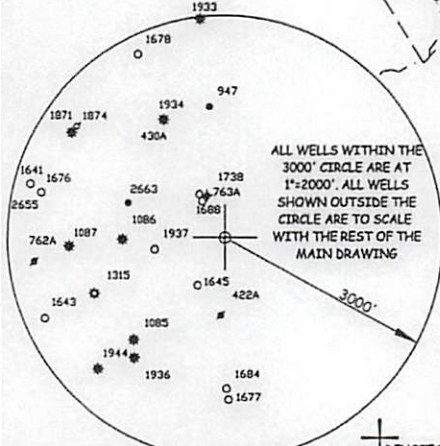 1933
1678
947
1934
1871
1874
430A
ALL WELLS WITHIN THE
3000' CIRCLE ARE AT
1"=2000'. ALL WELLS
SHOWN OUTSIDE THE
CIRCLE ARE TO SCALE
WITH THE REST OF THE
MAIN DRAWING
1641
1676
1738
763A
2655
2663
1688
1086
762A
1087
1937
1315
1645
3000'
422A
1643
1085
1944
1936
1684
1677